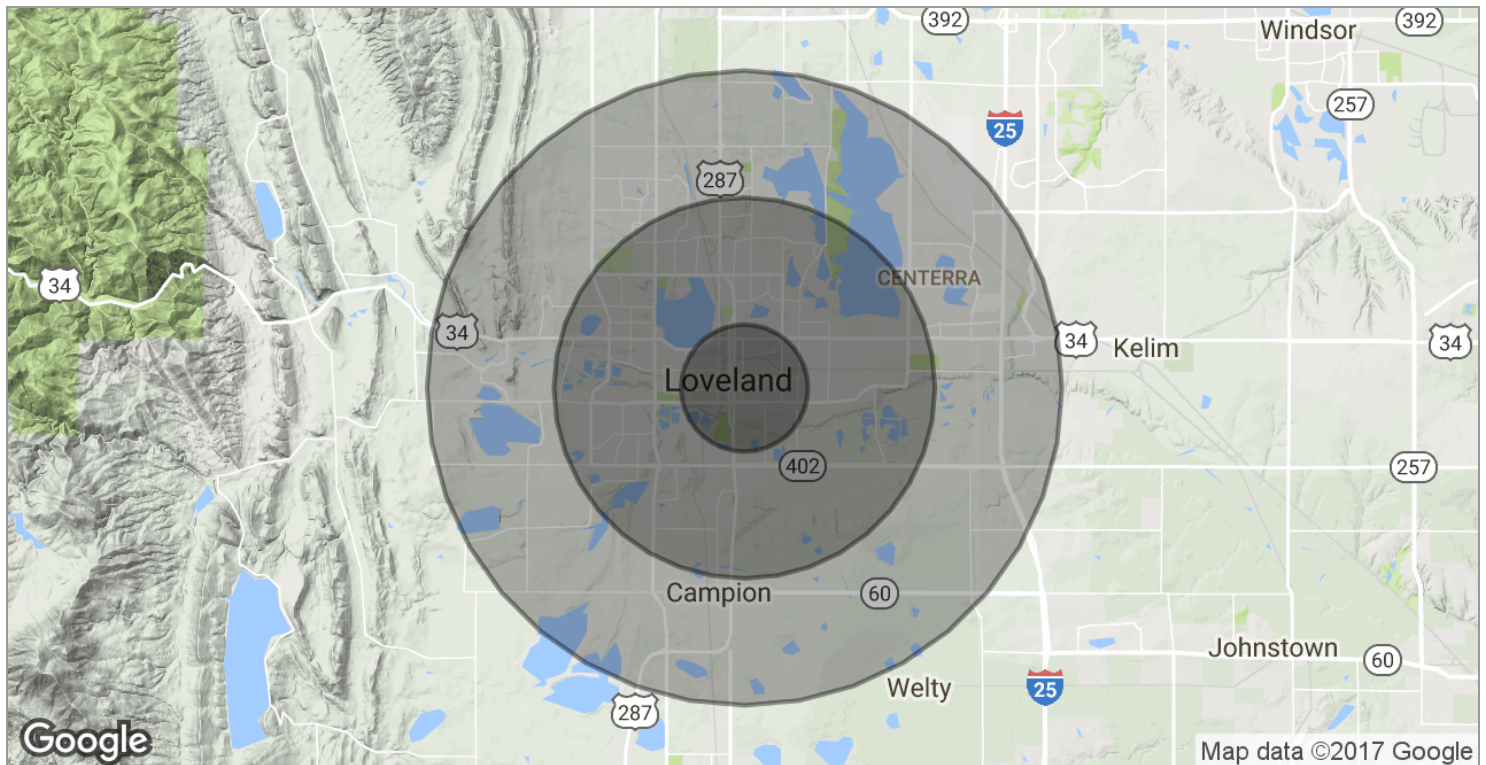 392
392
Windsor
257
25
287
34
CENTERRA
34
34
Kelim
34
Loveland
402
257
Campion
60
Johnstown
60
Welty
25
287
Google
Map data ©2017 Google